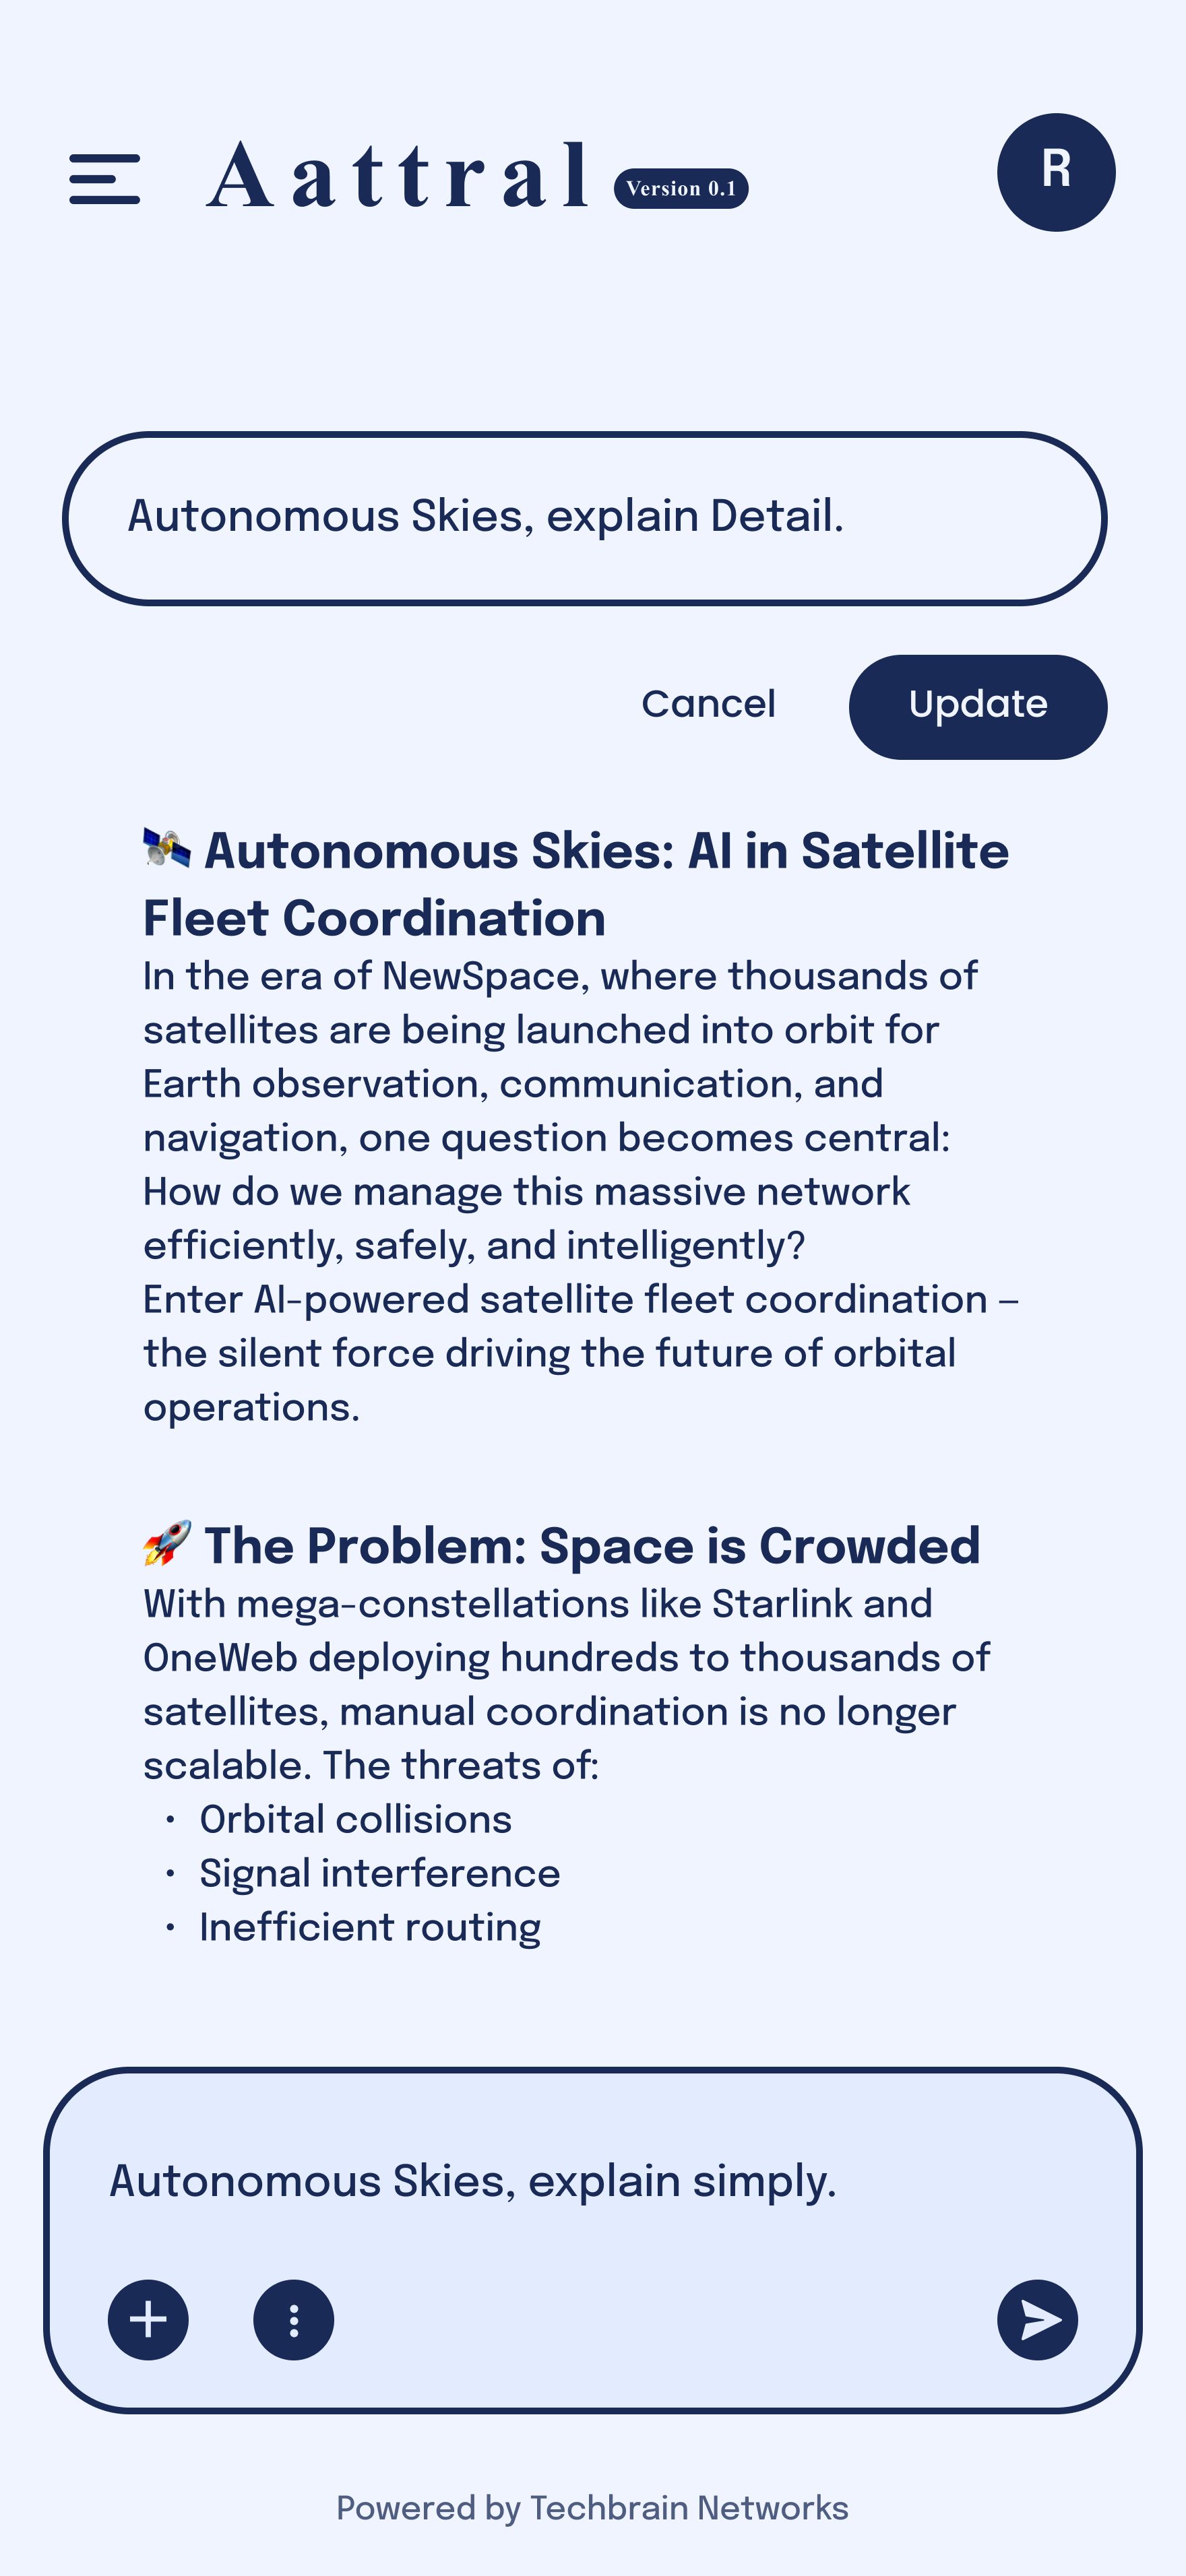 Aattral
Version 0.1
R
Autonomous Skies, explain Detail.
Cancel
Update
🛰 Autonomous Skies: AI in Satellite
Fleet Coordination
In the era of NewSpace, where thousands of
satellites are being launched into orbit for
Earth observation, communication, and
navigation, one question becomes central:
How do we manage this massive network
efficiently, safely, and intelligently?
Enter AI-powered satellite fleet coordination —
the silent force driving the future of orbital
operations.
🚀 The Problem: Space is Crowded
With mega-constellations like Starlink and
OneWeb deploying hundreds to thousands of
satellites, manual coordination is no longer
scalable. The threats of:
• Orbital collisions
• Signal interference
• Inefficient routing
Autonomous Skies, explain simply.
Powered by Techbrain Networks